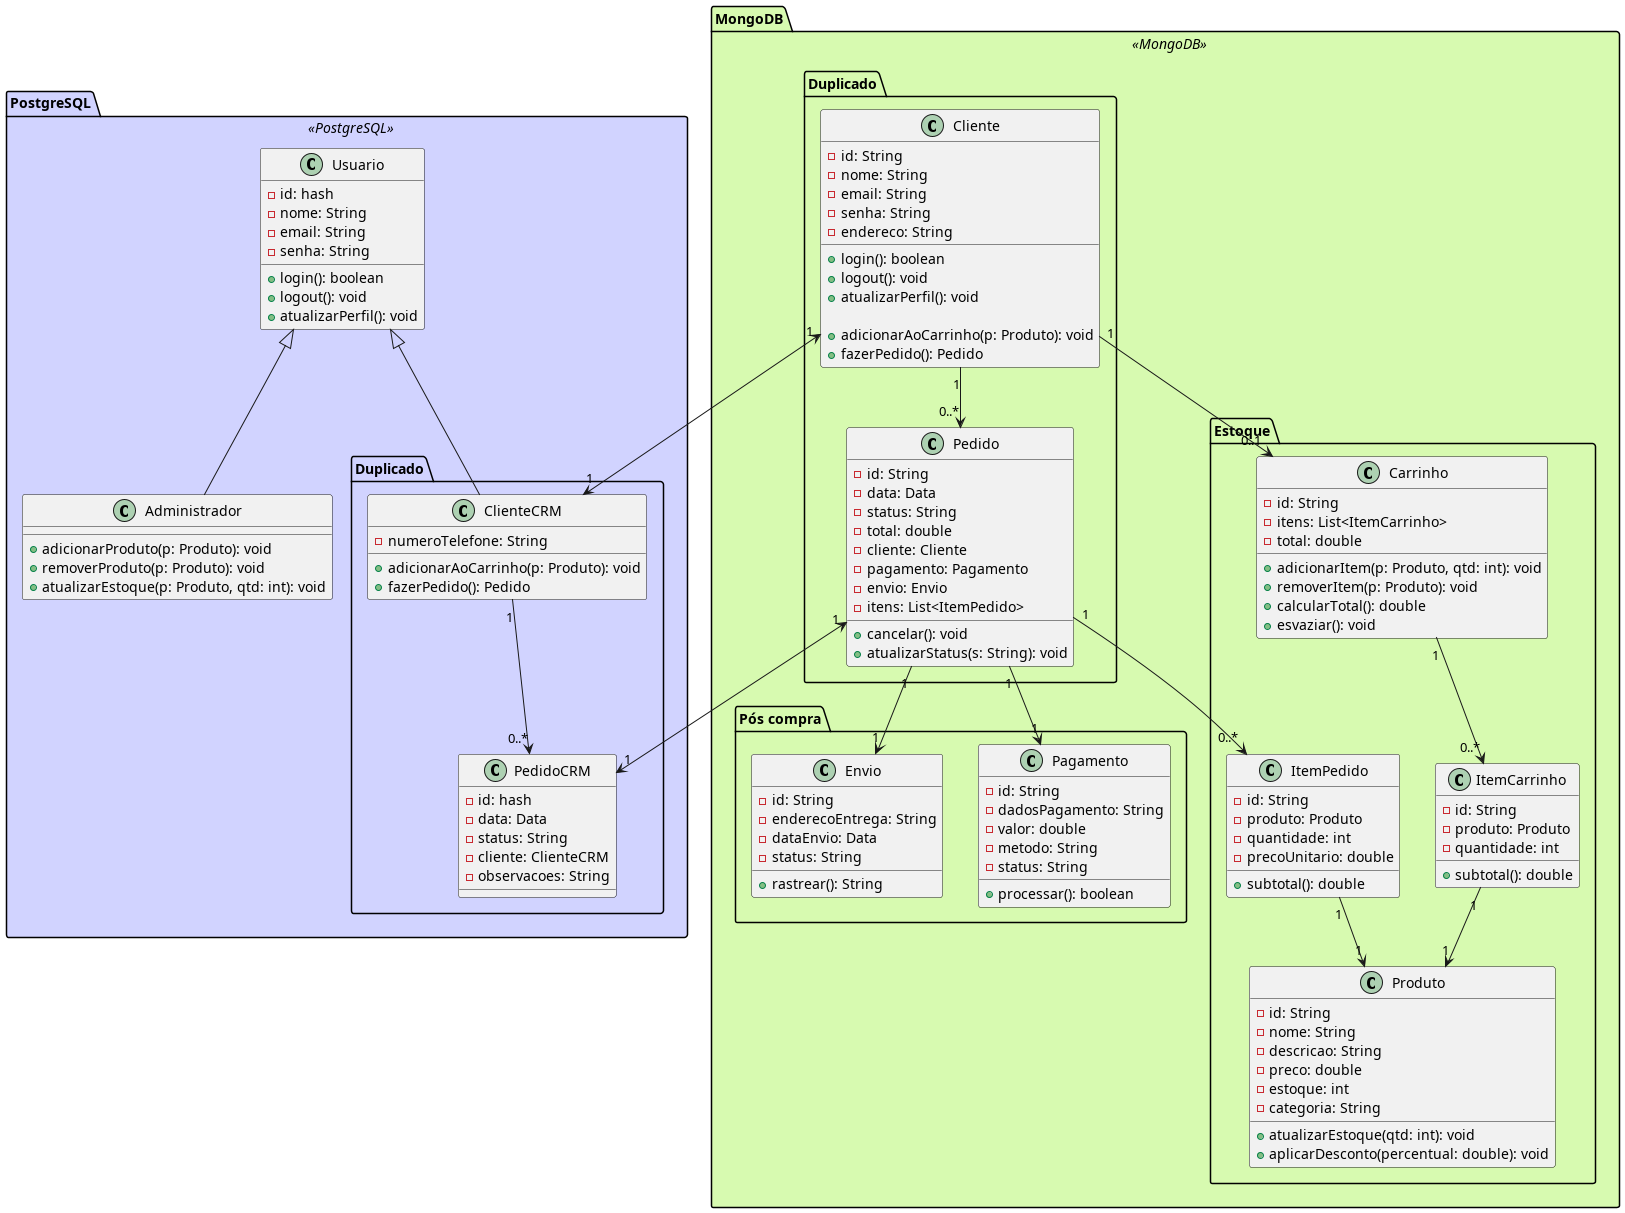 PostgreSQL
«PostgreSQL»
Usuario
id: hash
nome: String
email: String
senha: String
login(): boolean
logout(): void
atualizarPerfil(): void
Administrador
adicionarProduto(p: Produto): void
removerProduto(p: Produto): void
atualizarEstoque(p: Produto, qtd: int): void
Duplicado
ClienteCRM
numeroTelefone: String
adicionarAoCarrinho(p: Produto): void
fazerPedido(): Pedido
1
0..*
PedidoCRM
id: hash
data: Data
status: String
cliente: ClienteCRM
observacoes: String
MongoDB
«MongoDB»
Duplicado
Cliente
id: String
nome: String
email: String
senha: String
endereco: String
login(): boolean
logout(): void
atualizarPerfil(): void
adicionarAoCarrinho(p: Produto): void
fazerPedido(): Pedido
1
1
1
0..*
1
0..1
Pedido
id: String
data: Data
status: String
total: double
cliente: Cliente
pagamento: Pagamento
envio: Envio
itens: List<ItemPedido>
cancelar(): void
atualizarStatus(s: String): void
1
1
1
1
1
1
1
0..*
Pós compra
Envio
id: String
enderecoEntrega: String
dataEnvio: Data
status: String
rastrear(): String
Pagamento
id: String
dadosPagamento: String
valor: double
metodo: String
status: String
processar(): boolean
Estoque
Carrinho
id: String
itens: List<ItemCarrinho>
total: double
adicionarItem(p: Produto, qtd: int): void
removerItem(p: Produto): void
calcularTotal(): double
esvaziar(): void
1
0..*
ItemPedido
id: String
produto: Produto
quantidade: int
precoUnitario: double
subtotal(): double
ItemCarrinho
id: String
produto: Produto
quantidade: int
subtotal(): double
1
1
1
1
Produto
id: String
nome: String
descricao: String
preco: double
estoque: int
categoria: String
atualizarEstoque(qtd: int): void
aplicarDesconto(percentual: double): void